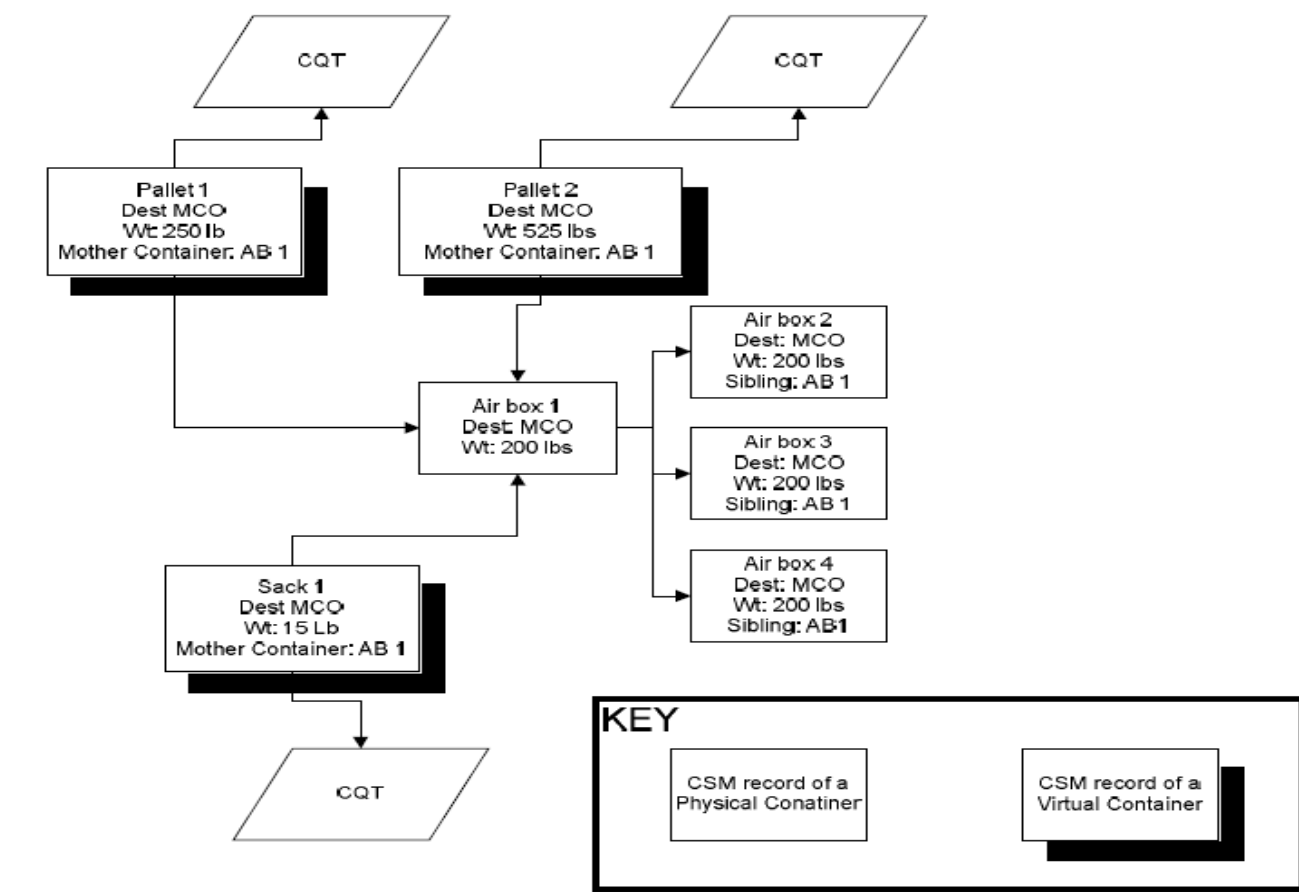 CQT
CQT
Pallet 1
Dest MCO
Wt: 250 lb
Mother Container: AB 1
Pallet 2
Dest MCO
Wt: 525 lbs
Mother Container: AB 1
Air box 2
Dest: MCO
Wt: 200 lbs
Sibling: AB 1
Air box 1
Dest: MCO
Wt: 200 lbs
Air box 3
Dest: MCO
Wt: 200 lbs
Sibling: AB 1
Air box 4
Dest: MCO
Wt: 200 lbs
Sibling: AB1
Sack 1
Dest MCO
Wt: 15 Lb
Mother Container: AB 1
CQT
KEY
CSM record of a
Physical Conatiner
CSM record of a
Virtual Container